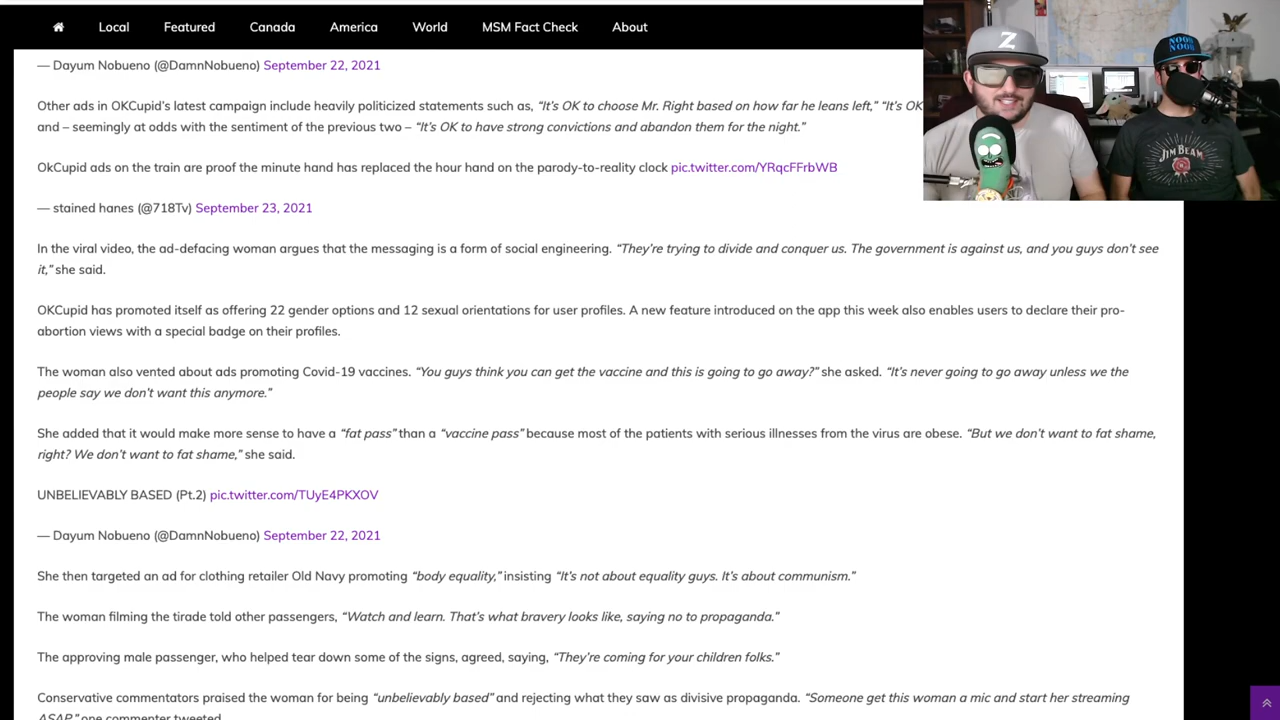 Local Featured Canada America World MSM Fact Check About
— Dayum Nobueno (@DamnNobueno) September 22, 2021
Other ads in OKCupid’s latest campaign include heavily politicized statements such as, “It’s OK to choose Mr. Right based on how far he leans left,” “It’s OK
and – seemingly at odds with the sentiment of the previous two – “It’s OK to have strong convictions and abandon them for the night.”
OkCupid ads on the train are proof the minute hand has replaced the hour hand on the parody-to-reality clock pic.twitter.com/YRqcFFrbWB
— stained hanes (@718Tv) September 23, 2021
In the viral video, the ad-defacing woman argues that the messaging is a form of social engineering. “They’re trying to divide and conquer us. The government is against us, and you guys don’t see
it,” she said.
OKCupid has promoted itself as offering 22 gender options and 12 sexual orientations for user profiles. A new feature introduced on the app this week also enables users to declare their pro-
abortion views with a special badge on their profiles.
The woman also vented about ads promoting Covid-19 vaccines. “You guys think you can get the vaccine and this is going to go away?” she asked. “It’s never going to go away unless we the
people say we don’t want this anymore.”
She added that it would make more sense to have a “fat pass” than a “vaccine pass” because most of the patients with serious illnesses from the virus are obese. “But we don’t want to fat shame,
right? We don’t want to fat shame,” she said.
UNBELIEVABLY BASED (Pt.2) pic.twitter.com/TUyE4PKXOV
— Dayum Nobueno (@DamnNobueno) September 22, 2021
She then targeted an ad for clothing retailer Old Navy promoting “body equality,” insisting “It’s not about equality guys. It’s about communism.”
The woman filming the tirade told other passengers, “Watch and learn. That’s what bravery looks like, saying no to propaganda.”
The approving male passenger, who helped tear down some of the signs, agreed, saying, “They’re coming for your children folks.”
Conservative commentators praised the woman for being “unbelievably based” and rejecting what they saw as divisive propaganda. “Someone get this woman a mic and start her streaming
ASAP,” one commenter tweeted
Z
NOOB
NOOB
JIM BEAM